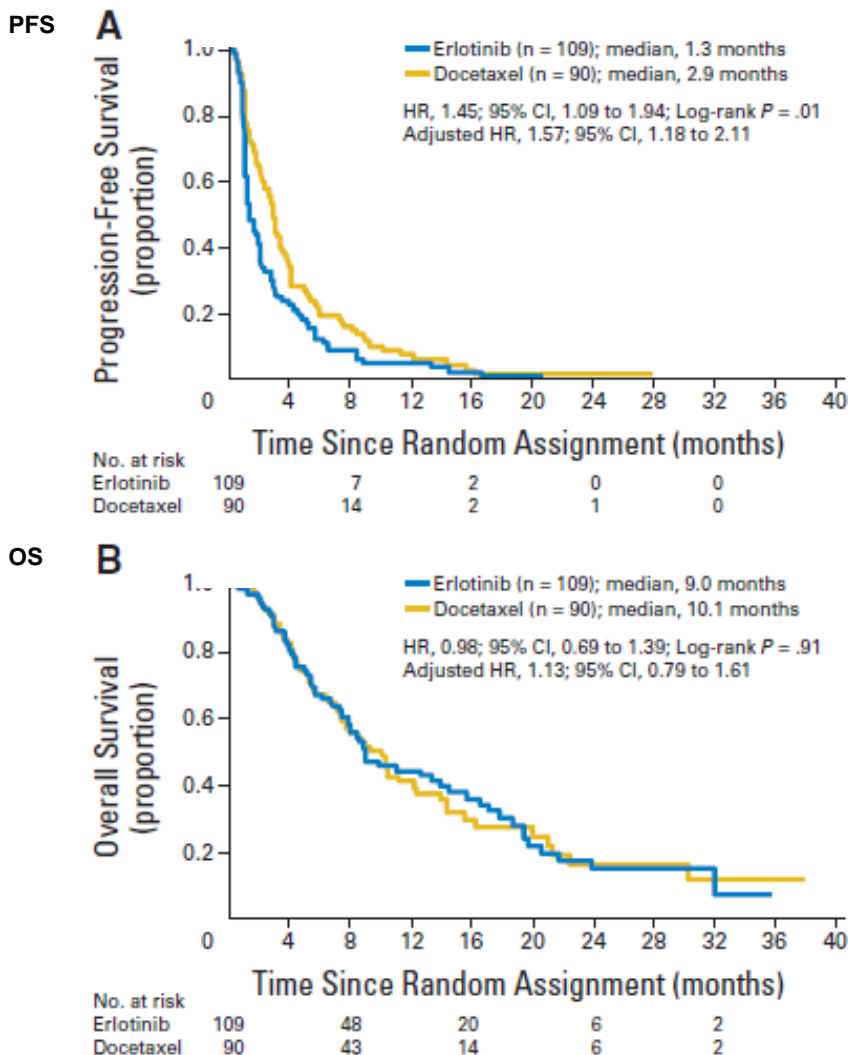 PFS
A
Progression-Free Survival
(proportion)
1.0
0.8
0.6
0.4
0.2
Erlotinib (n = 109); median, 1.3 months
Docetaxel (n = 90); median, 2.9 months
HR, 1.45; 95% CI, 1.09 to 1.94; Log-rank P = .01
Adjusted HR, 1.57; 95% CI, 1.18 to 2.11
0 4 8 12 16 20 24 28 32 36 40
Time Since Random Assignment (months)
No. at risk
Erlotinib 109 7 2 0 0
Docetaxel 90 14 2 1 0
OS
B
Overall Survival
(proportion)
1.0
0.8
0.6
0.4
0.2
Erlotinib (n = 109); median, 9.0 months
Docetaxel (n = 90); median, 10.1 months
HR, 0.98; 95% CI, 0.69 to 1.39; Log-rank P = .91
Adjusted HR, 1.13; 95% CI, 0.79 to 1.61
0 4 8 12 16 20 24 28 32 36 40
Time Since Random Assignment (months)
No. at risk
Erlotinib 109 48 20 6 2
Docetaxel 90 43 14 6 2